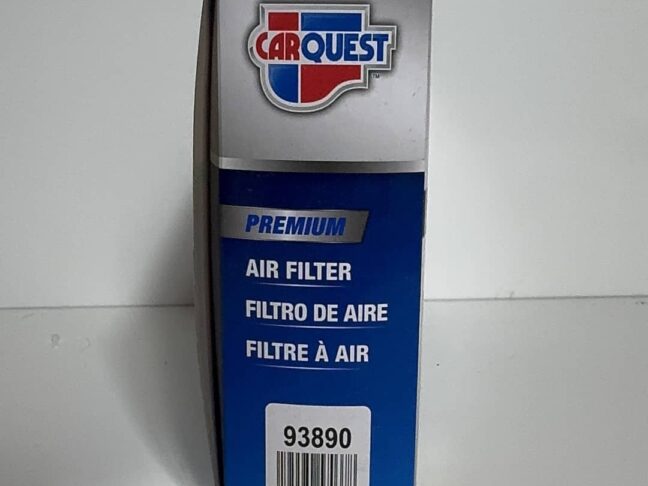 CARQUEST
PREMIUM
AIR FILTER
FILTRO DE AIRE
FILTRE À AIR
93890